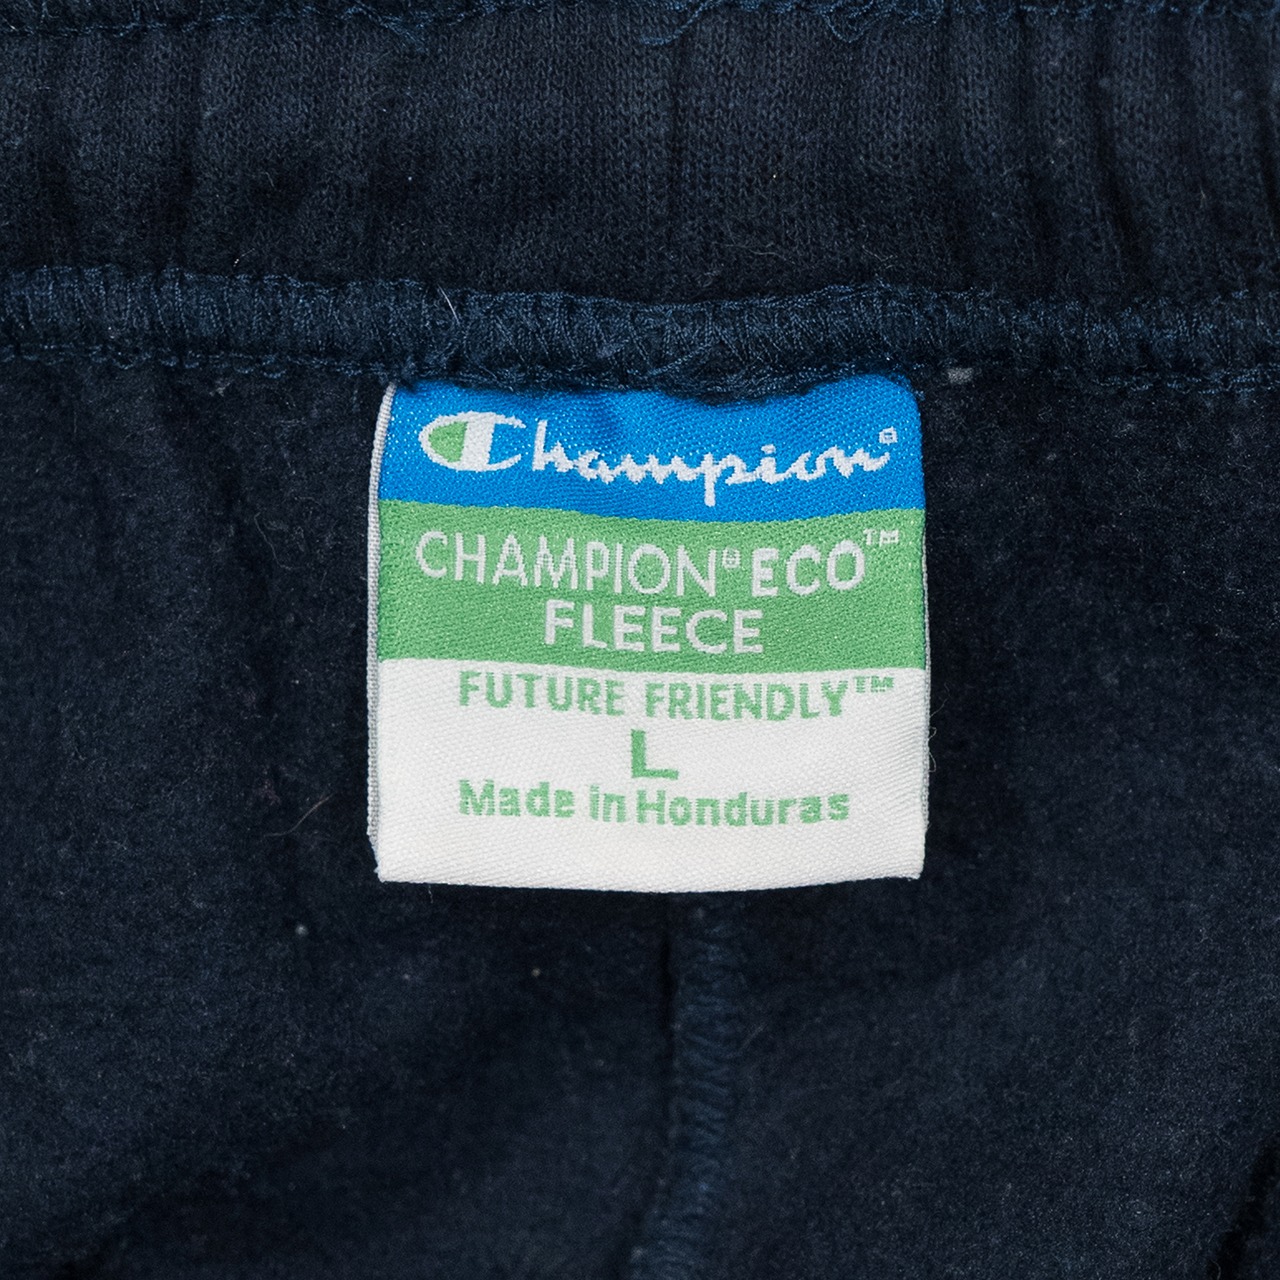 Champion®
CHAMPION® ECO™
FLEECE
FUTURE FRIENDLY™
L
Made in Honduras